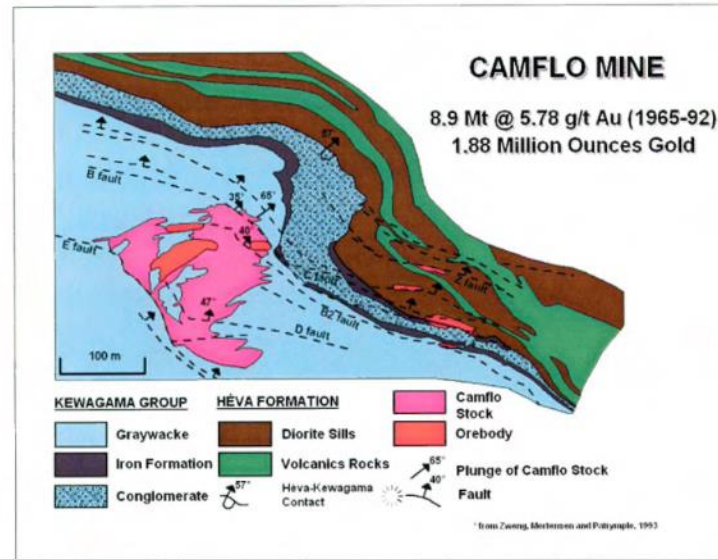 CAMFLO MINE
8.9 Mt @ 5.78 g/t Au (1965-92)
1.88 Million Ounces Gold
57°
B fault
35°
65°
40°
E fault
C fault
Z fault
47°
B2 fault
D fault
100 m
KEWAGAMA GROUP
Graywacke
Iron Formation
Conglomerate
HÉVA FORMATION
Diorite Sills
Volcanics Rocks
57°
Heva-Kewagama
Contact
Camflo
Stock
Orebody
65°
Plunge of Camflo Stock
40°
Fault
* from Zweng, Mortensen and Patrymple, 1993